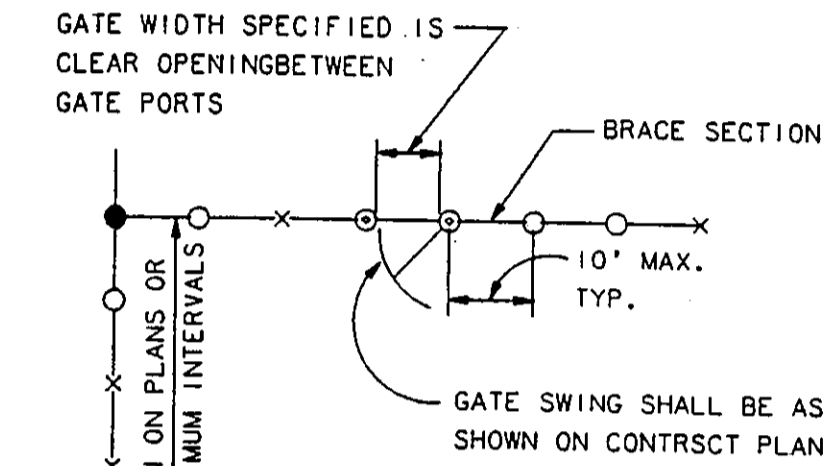 GATE WIDTH SPECIFIED IS
CLEAR OPENINGBETWEEN
GATE PORTS
BRACE SECTION
10' MAX.
TYP.
ON PLANS OR
MUM INTERVALS
GATE SWING SHALL BE AS
SHOWN ON CONTRSCT PLAN